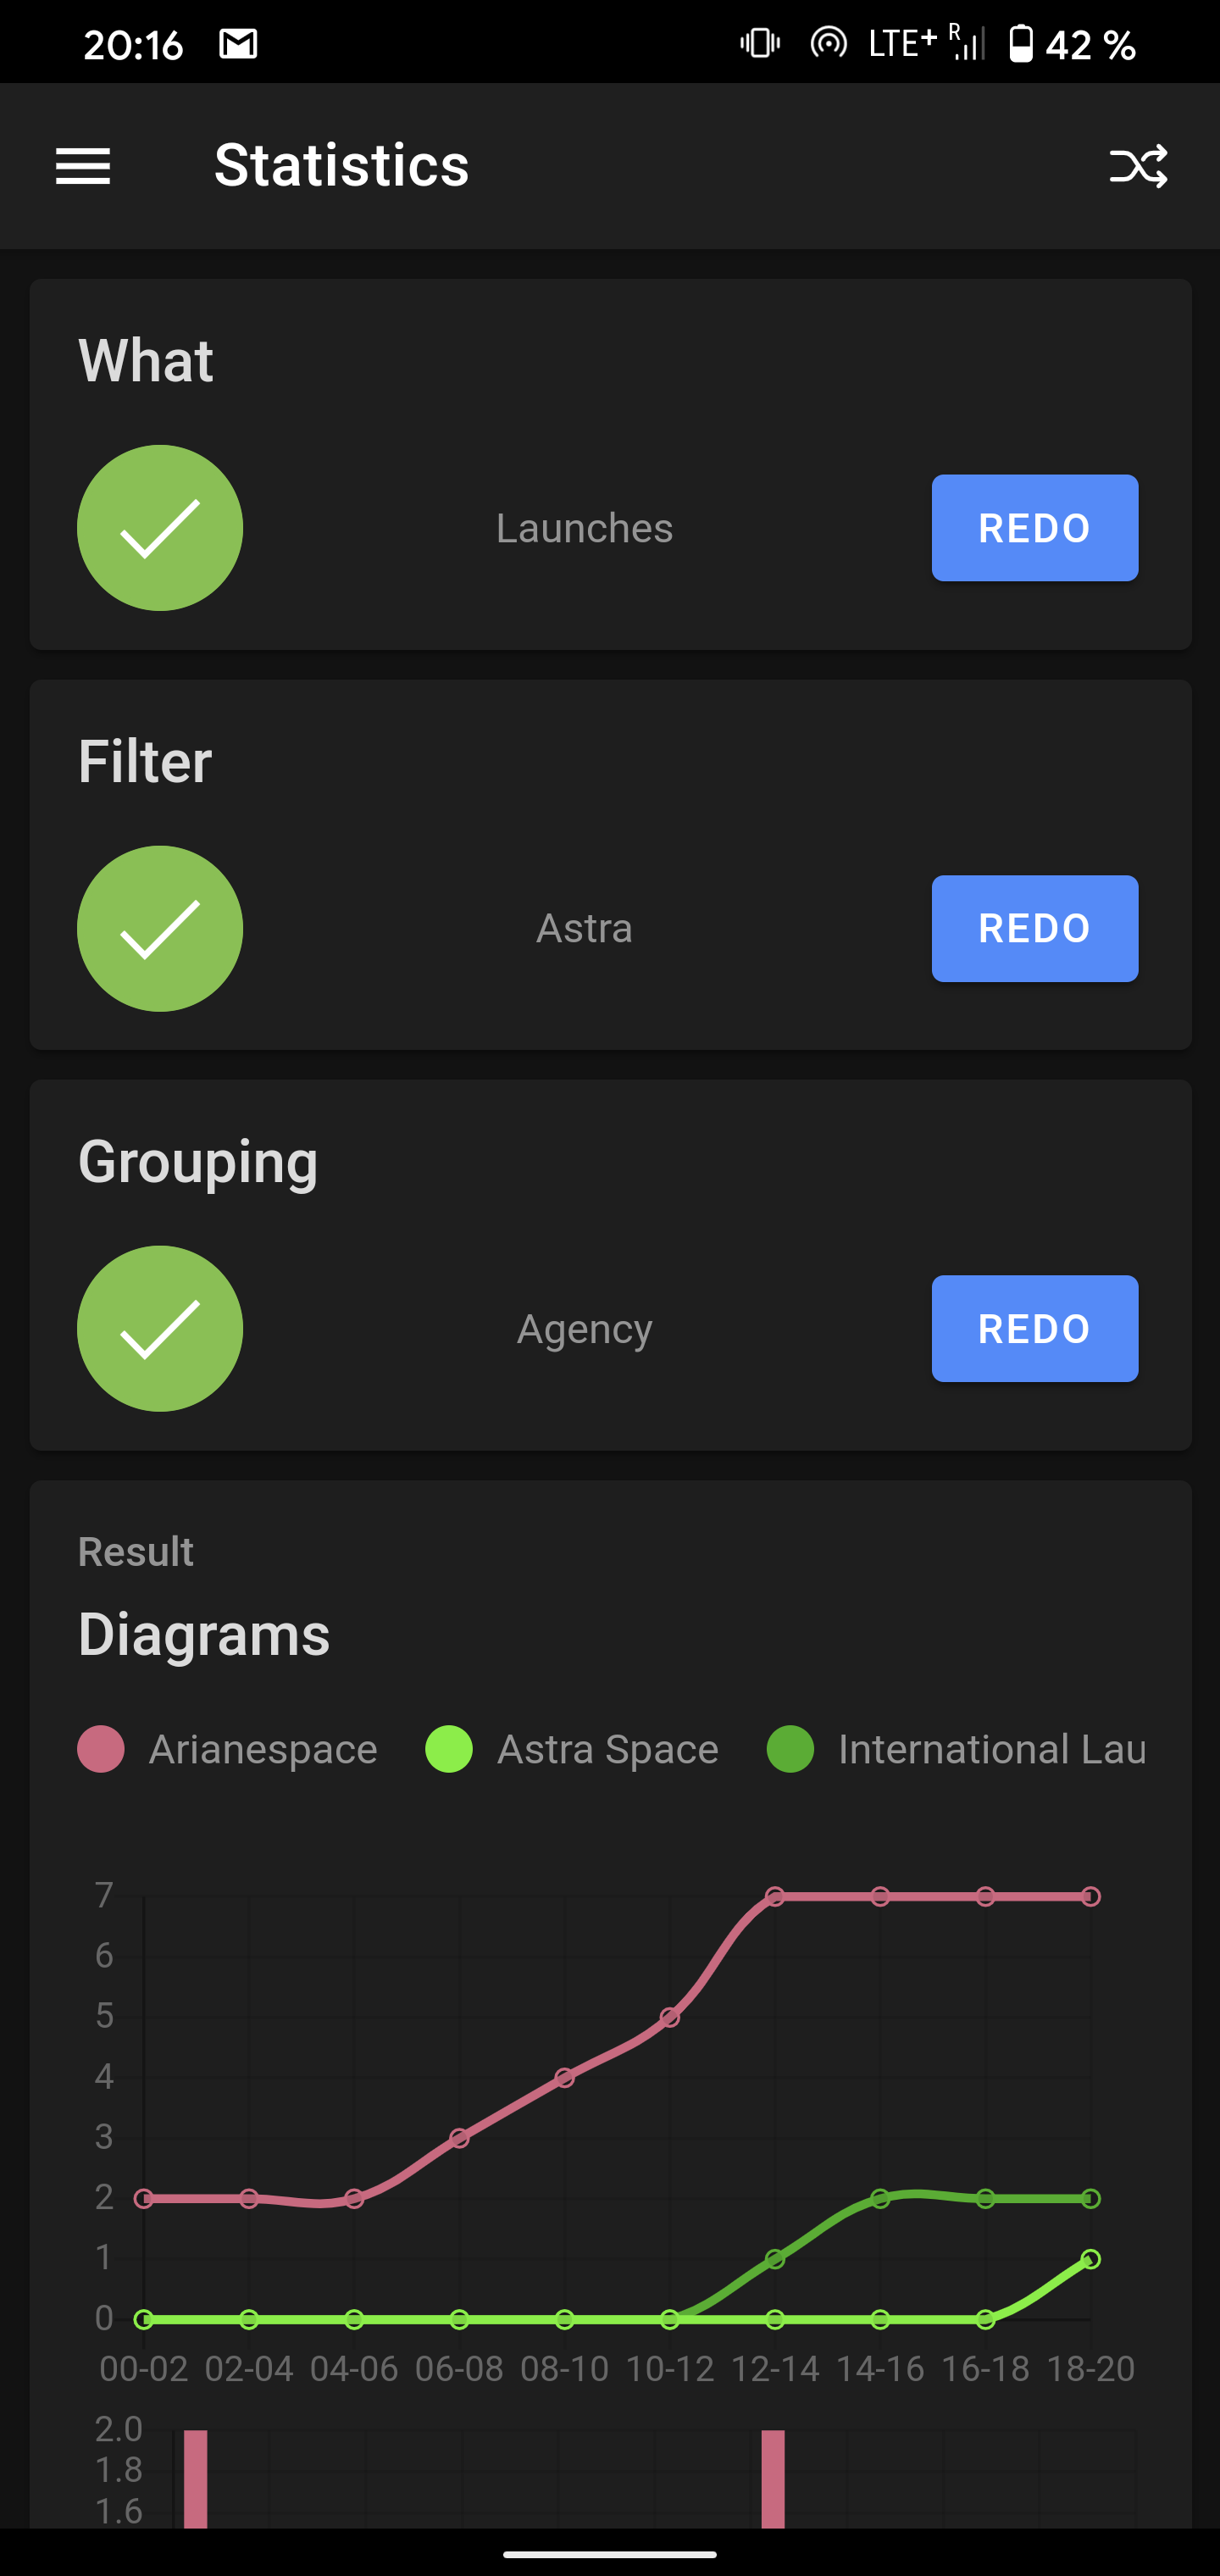 20:16 LTE+ R 42 %
Statistics
What
Launches REDO
Filter
Astra REDO
Grouping
Agency REDO
Result
Diagrams
Arianespace Astra Space International Lau
7
6
5
4
3
2
1
0
00-02 02-04 04-06 06-08 08-10 10-12 12-14 14-16 16-18 18-20
2.0
1.8
1.6